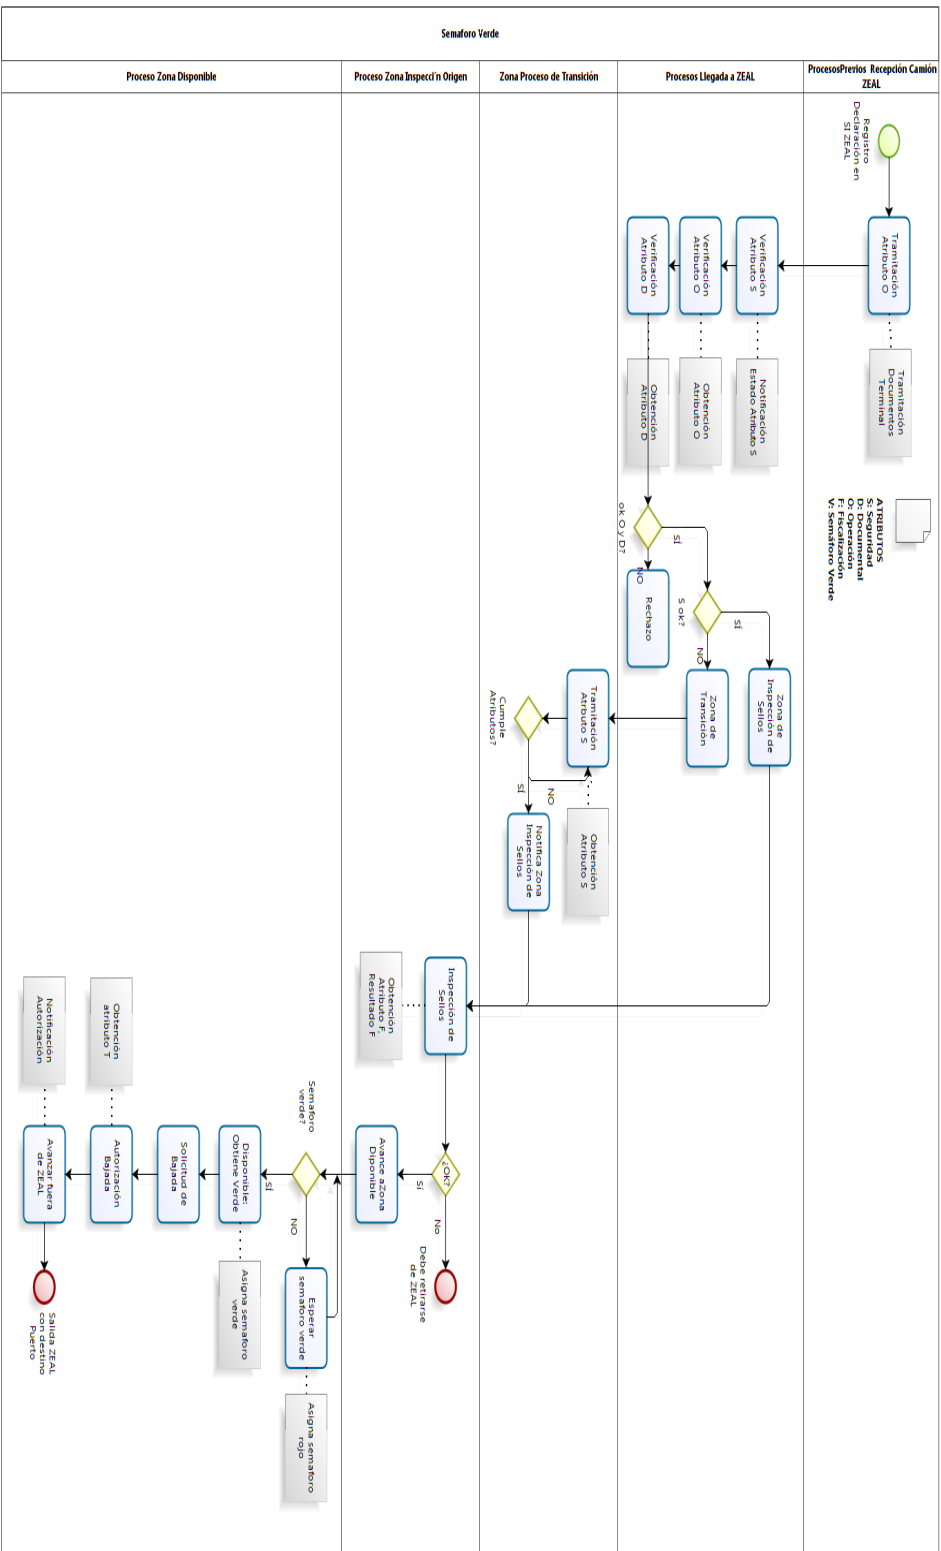 Semaforo Verde
Proceso Zona Disponible
Proceso Zona Inspecci´n Origen
Zona Proceso de Transición
Procesos Llegada a ZEAL
ProcesosPrevios Recepción Camión
ZEAL
Registro
Declaración en
SI ZEAL
Tramitación
Atributo O
Tramitación
Documentos
Terminal
ATRIBUTOS
S: Seguridad
D: Documental
O: Operación
F: Fiscalización
V: Semáforo Verde
Verificación
Atributo S
Notificación
Estado Atributo S
Verificación
Atributo O
Obtención
Atributo O
Verificación
Atributo D
Obtención
Atributo D
ok O y D?
SÍ
NO
Rechazo
S ok?
SÍ
NO
Zona de
Inspección de
Sellos
Zona de
Transición
Tramitación
Atrbuto S
Obtención
Atributo S
Cumple
Atributos?
NO
SÍ
Notifica Zona
Inspección de
Sellos
Inspección de
Sellos
Obtención
Atributo F,
Resultado F
¿OK?
No
Debe retirarse
de ZEAL
Sí
Avance aZona
Diponible
Semaforo
verde?
NO
Esperar
semaforo verde
Asigna semaforo
rojo
SÍ
Disponible:
Obtiene Verde
Asigna semaforo
verde
Solicitud de
Bajada
Autorización
Bajada
Obtención
atributo T
Avanzar fuera
de ZEAL
Notificación
Autorización
Salida ZEAL
con destino
Puerto